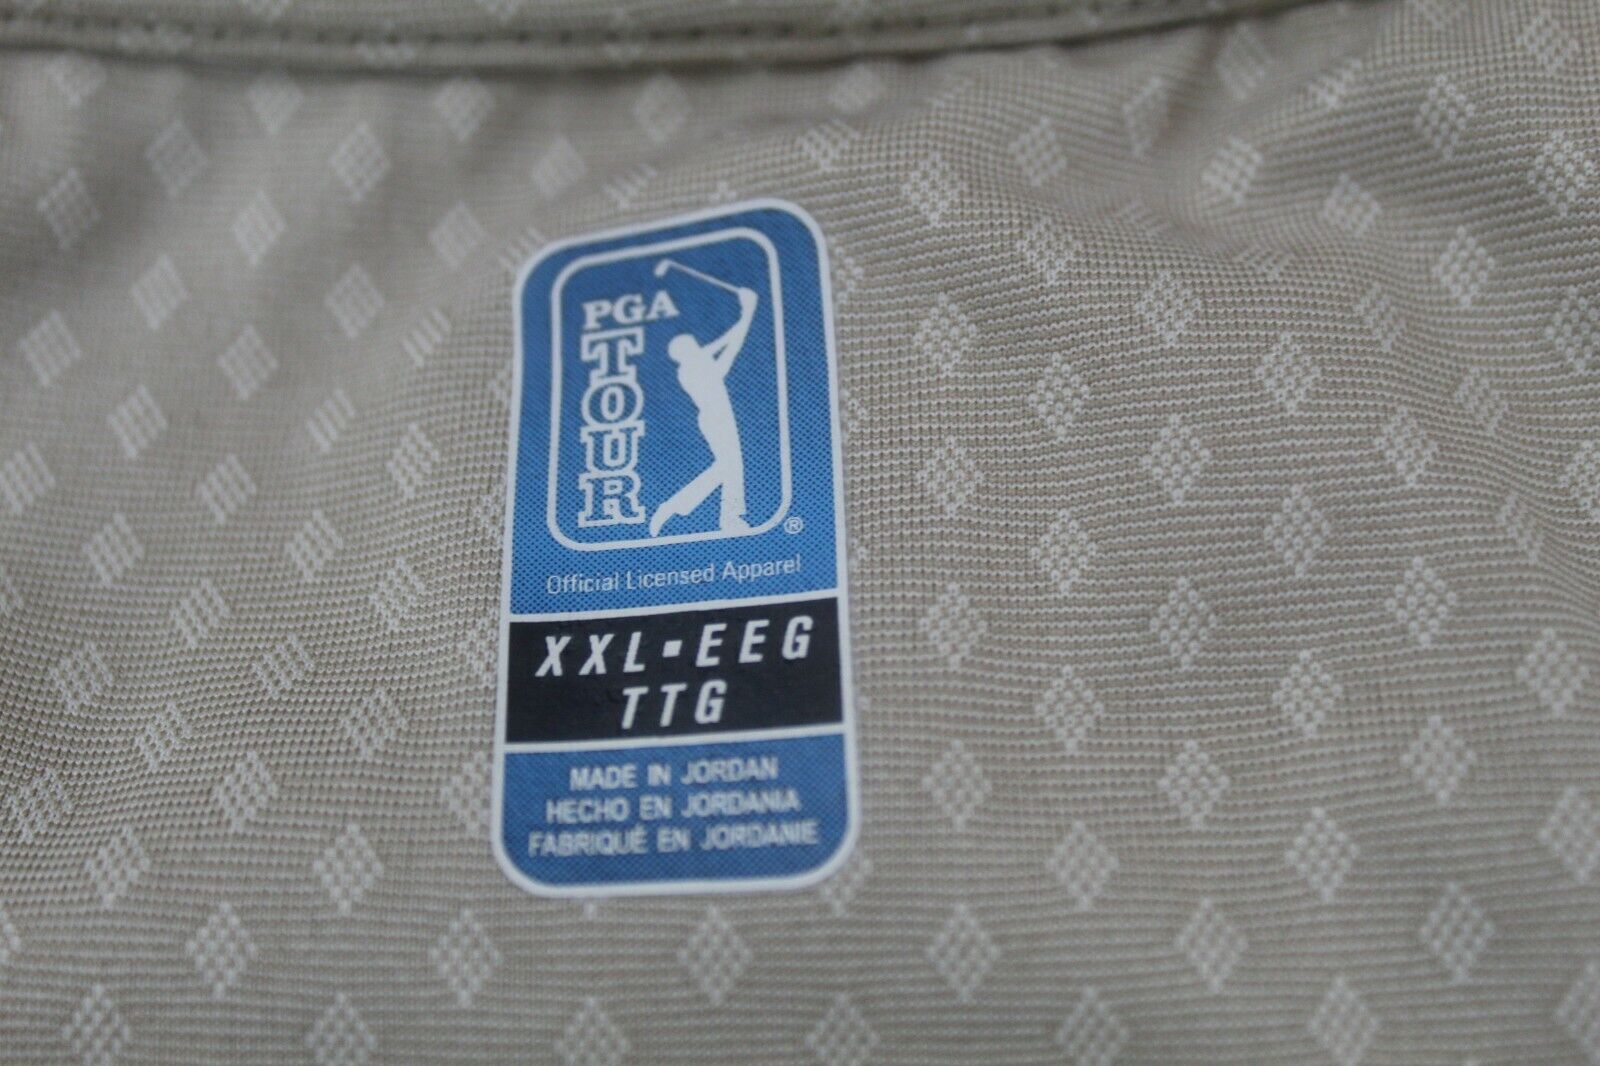 PGA
TOUR
®
Official Licensed Apparel
XXL▪EEG
TTG
MADE IN JORDAN
HECHO EN JORDANIA
FABRIQUÉ EN JORDANIE